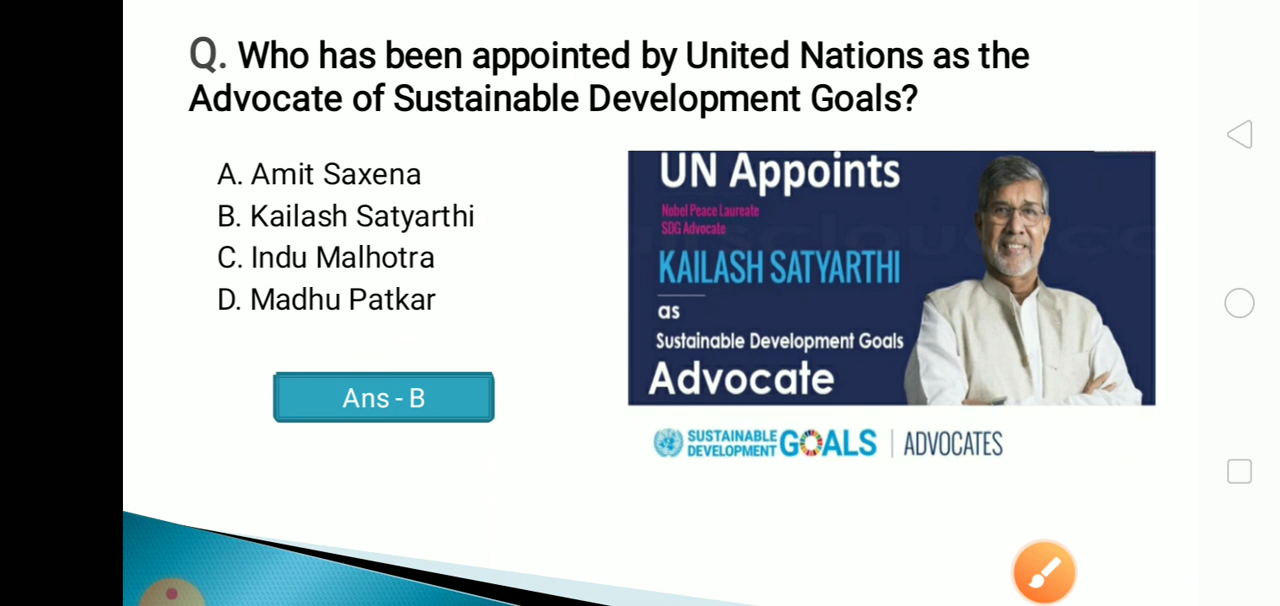 Q. Who has been appointed by United Nations as the
Advocate of Sustainable Development Goals?
A. Amit Saxena
B. Kailash Satyarthi
C. Indu Malhotra
D. Madhu Patkar
Ans - B
UN Appoints
Nobel Peace Laureate
SDG Advocate
KAILASH SATYARTHI
as
Sustainable Development Goals
Advocate
SUSTAINABLE
DEVELOPMENT GOALS | ADVOCATES